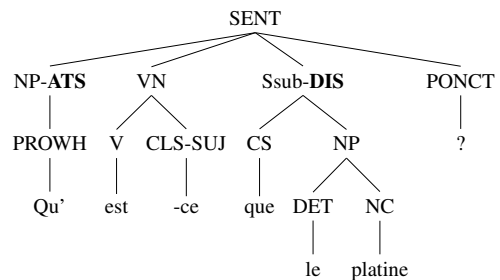 SENT
NP-ATS VN Ssub-DIS PONCT
PROWH V CLS-SUJ CS NP ?
Qu' est -ce que DET NC
le platine